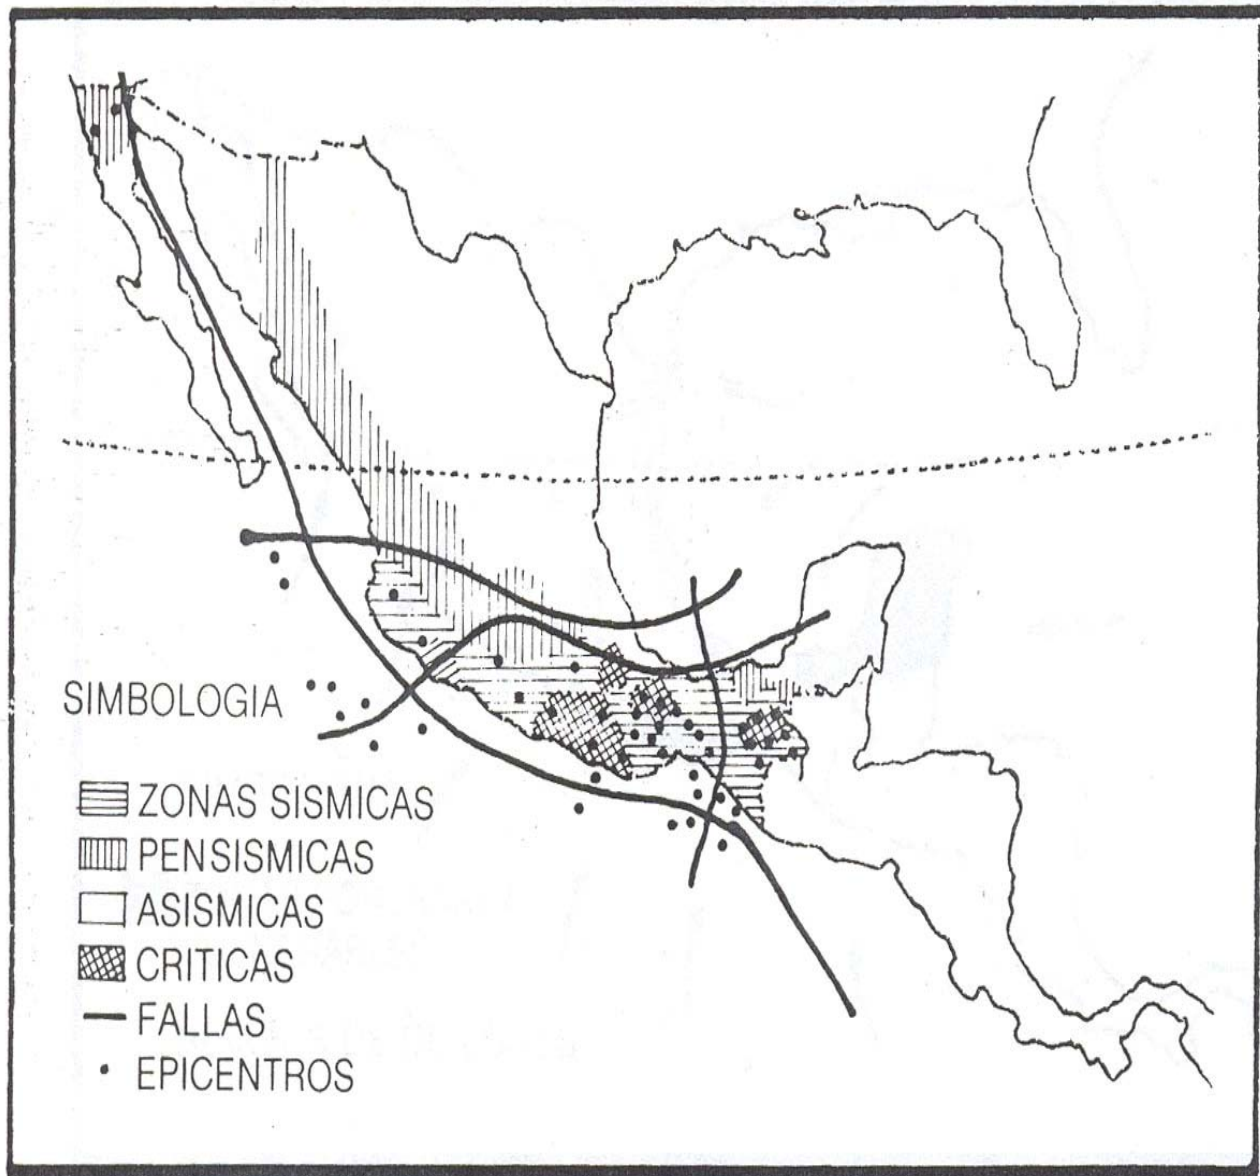 SIMBOLOGIA
ZONAS SISMICAS
PENSISMICAS
ASISMICAS
CRITICAS
FALLAS
EPICENTROS